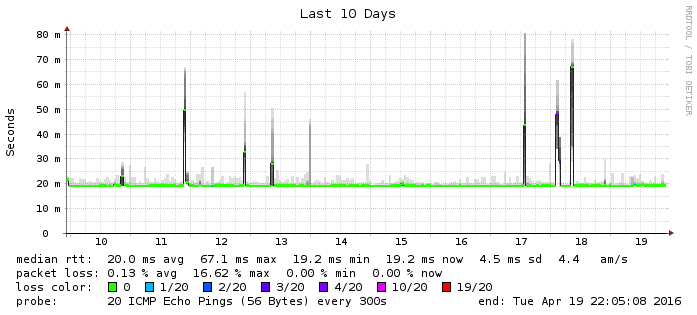 Last 10 Days
RRDTOOL / TOBI OETIKER
Seconds
80 m
70 m
60 m
50 m
40 m
30 m
20 m
10 m
0
10 11 12 13 14 15 16 17 18 19
median rtt: 20.0 ms avg 67.1 ms max 19.2 ms min 19.2 ms now 4.5 ms sd 4.4 am/s
packet loss: 0.13 % avg 16.62 % max 0.00 % min 0.00 % now
loss color: 0 1/20 2/20 3/20 4/20 10/20 19/20
probe: 20 ICMP Echo Pings (56 Bytes) every 300s end: Tue Apr 19 22:05:08 2016